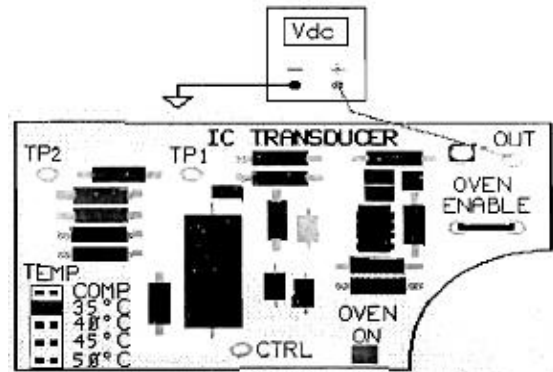 Vdc
- +
IC TRANSDUCER
OUT
TP2
TP1
OVEN
ENABLE
TEMP
COMP
35°C
40°C
45°C
50°C
OVEN
ON
CTRL